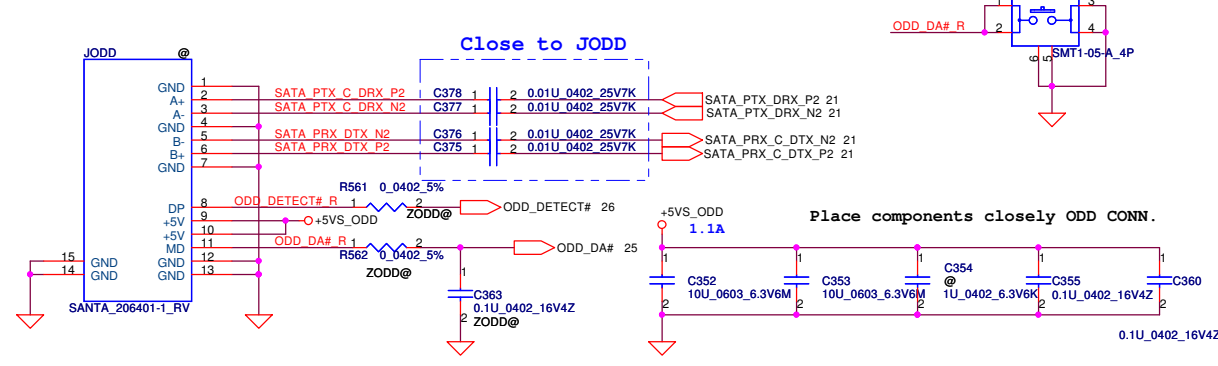 1 3
ODD_DA#_R 2 4
SMT1-05-A_4P
6 5
Close to JODD
JODD @
GND 1
A+ 2 SATA_PTX_C_DRX_P2 C378 1 2 0.01U_0402_25V7K SATA_PTX_DRX_P2 21
A- 3 SATA_PTX_C_DRX_N2 C377 1 2 0.01U_0402_25V7K SATA_PTX_DRX_N2 21
GND 4
B- 5 SATA_PRX_DTX_N2 C376 1 2 0.01U_0402_25V7K SATA_PRX_C_DTX_N2 21
B+ 6 SATA_PRX_DTX_P2 C375 1 2 0.01U_0402_25V7K SATA_PRX_C_DTX_P2 21
GND 7
R561 0_0402_5%
DP 8 ODD_DETECT#_R 1 2 ODD_DETECT# 26
ZODD@
+5V 9 +5VS_ODD
+5V 10
MD 11 ODD_DA#_R 1 2 ODD_DA# 25
R562 0_0402_5%
ZODD@
15 GND GND 12
14 GND GND 13
SANTA_206401-1_RV
1
C363
0.1U_0402_16V4Z
2 ZODD@
+5VS_ODD
1.1A
Place components closely ODD CONN.
1 1 1 1 1
C352 C353 C354 C355 C360
@
10U_0603_6.3V6M 10U_0603_6.3V6M 1U_0402_6.3V6K 0.1U_0402_16V4Z
2 2 2 2 2
0.1U_0402_16V4Z